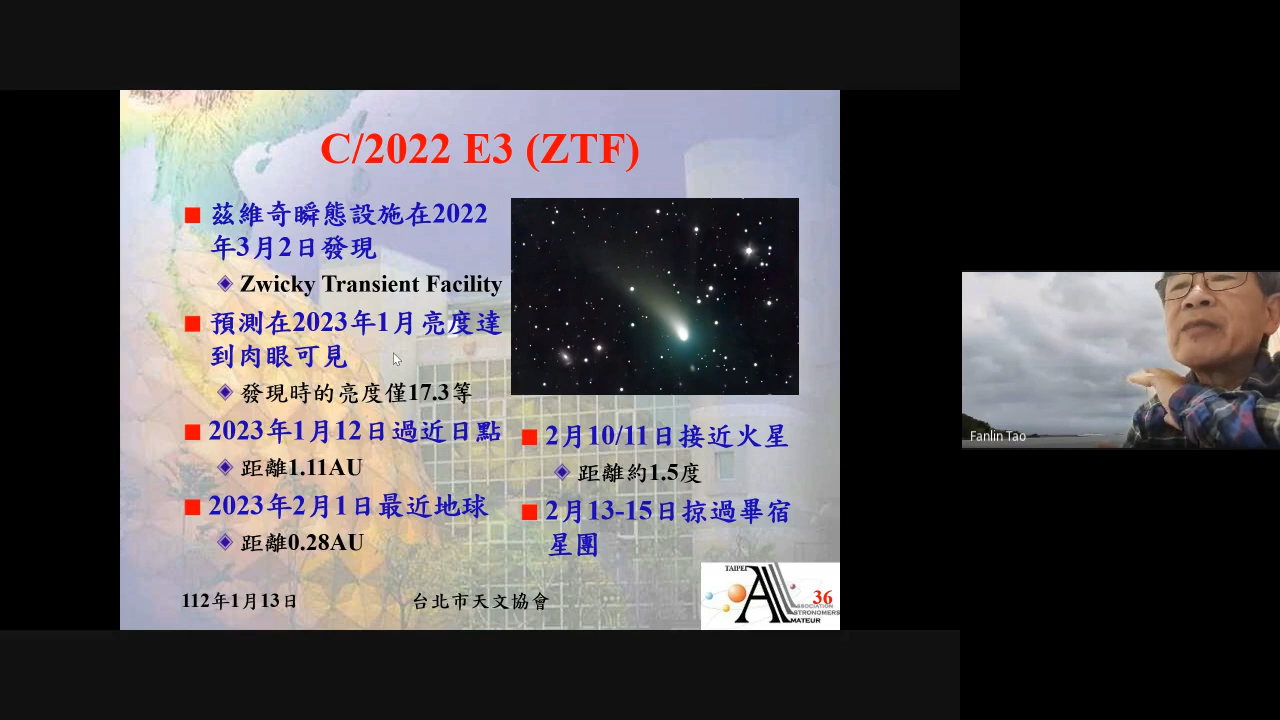 C/2022 E3 (ZTF)
茲維奇瞬態設施在2022
年3月2日發現
Zwicky Transient Facility
預測在2023年1月亮度達
到肉眼可見
發現時的亮度僅17.3等
2023年1月12日過近日點
距離1.11AU
2023年2月1日最近地球
距離0.28AU
2月10/11日接近火星
距離約1.5度
2月13-15日掠過畢宿
星團
112年1月13日
台北市天文協會
TAIPEI
36
ASSOCIATION
ASTRONOMERS
AMATEUR
Fanlin Tao